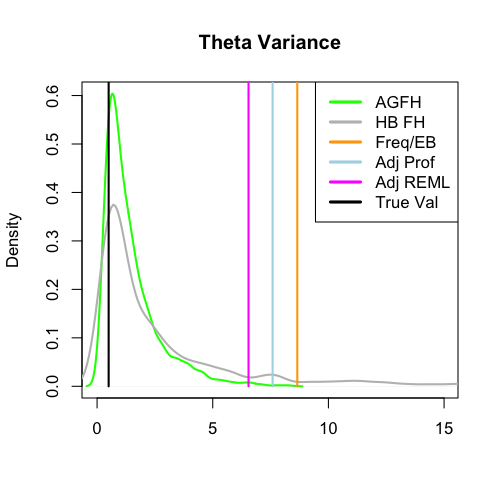 Theta Variance
Density
0.6
0.5
0.4
0.3
0.2
0.1
0.0
0
5
10
15
AGFH
HB FH
Freq/EB
Adj Prof
Adj REML
True Val